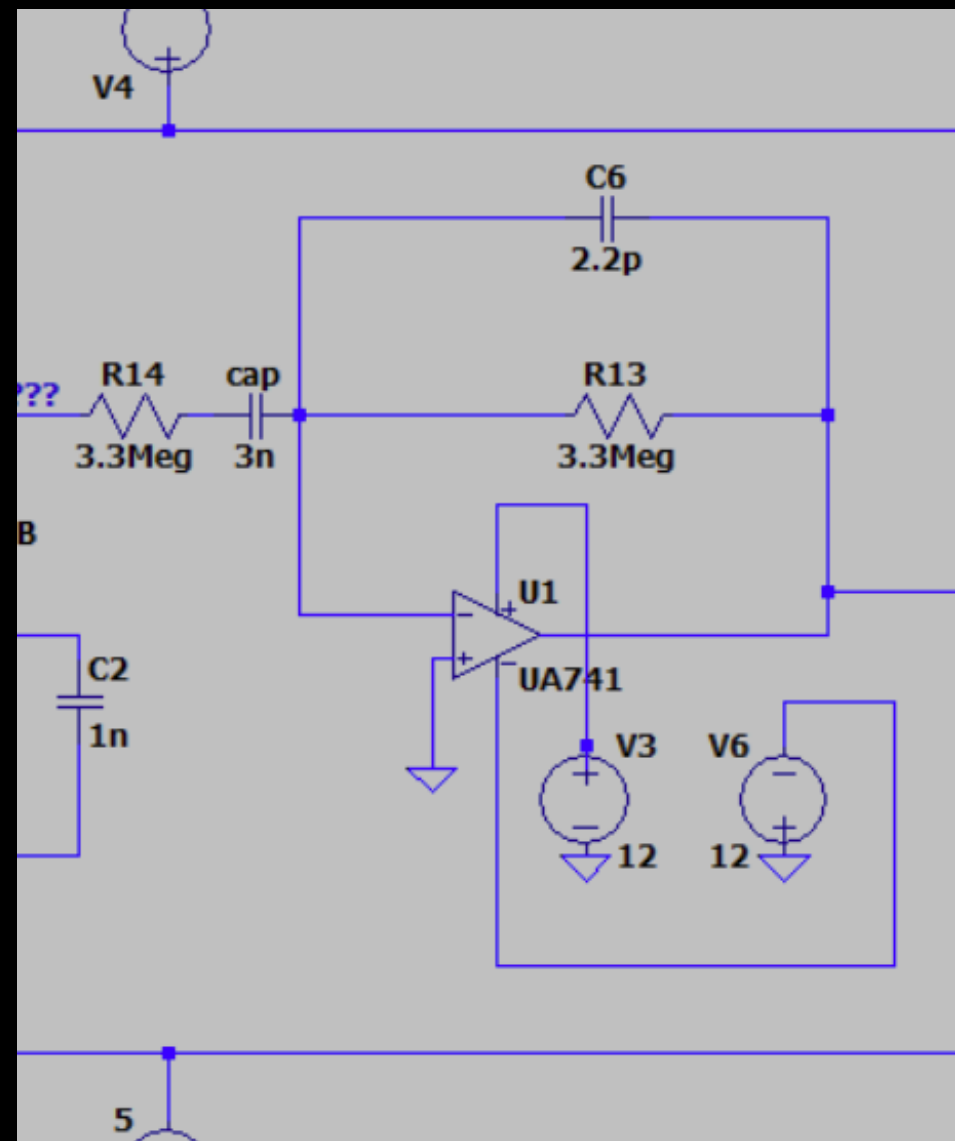 V4
C6
2.2p
R14 cap R13
???
3.3Meg 3n 3.3Meg
B
U1
C2
UA741
1n
V3 V6
12 12
5